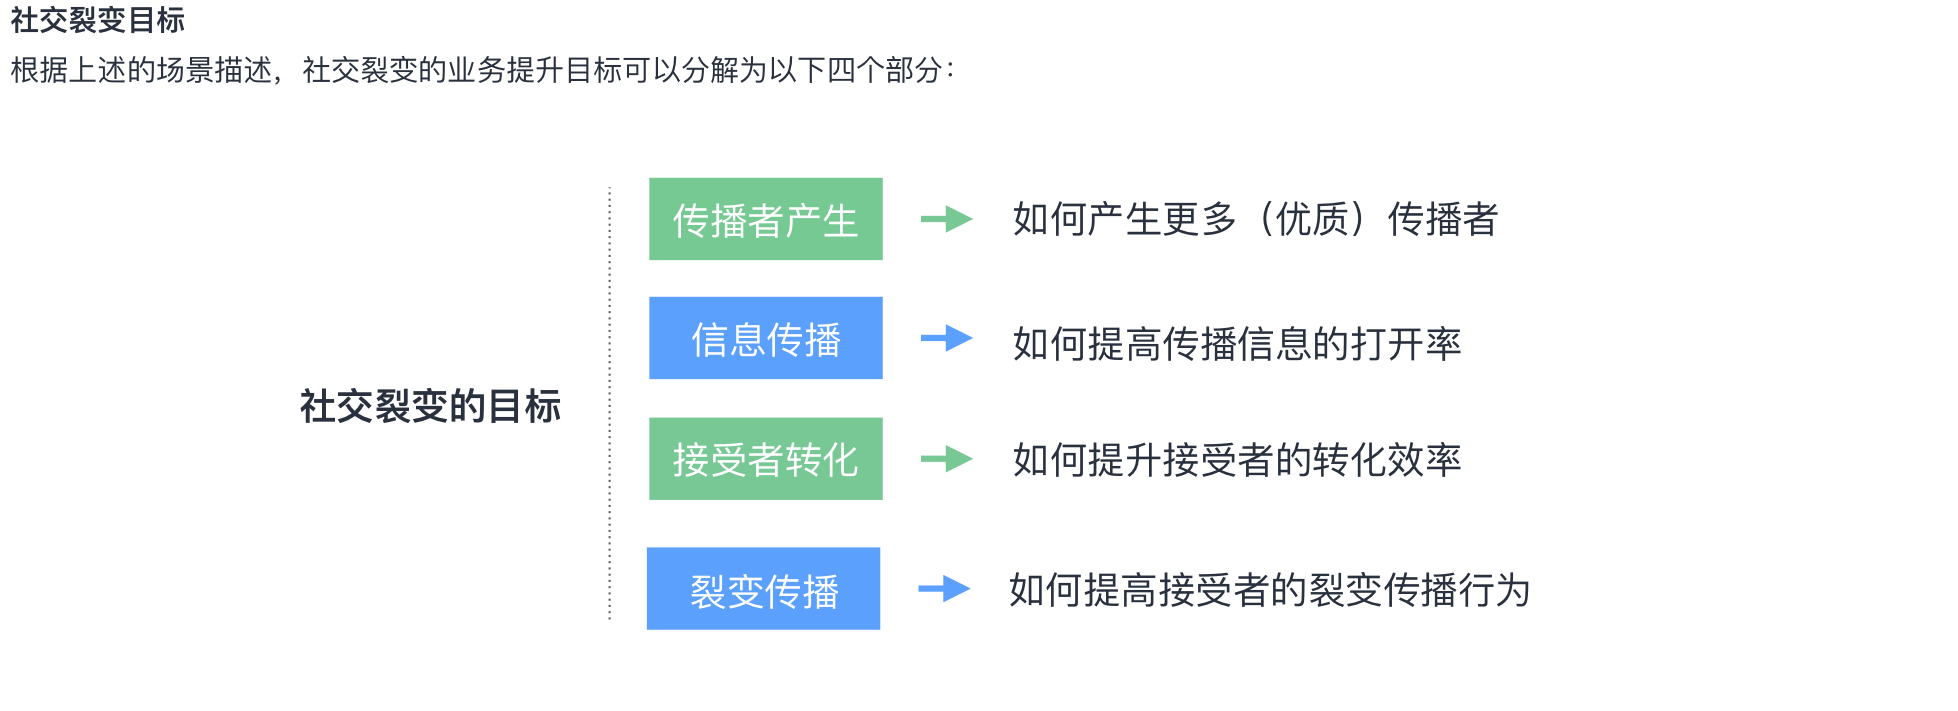 社交裂变目标
根据上述的场景描述，社交裂变的业务提升目标可以分解为以下四个部分：
传播者产生
如何产生更多（优质）传播者
信息传播
如何提高传播信息的打开率
社交裂变的目标
接受者转化
如何提升接受者的转化效率
裂变传播
如何提高接受者的裂变传播行为